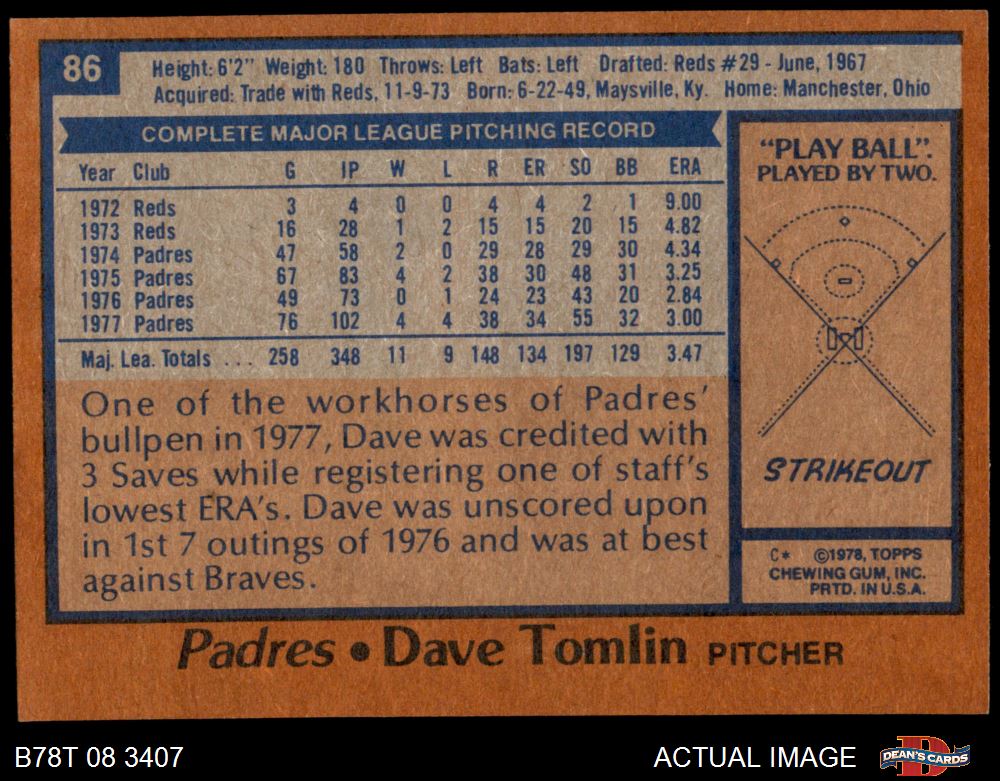 86
Height: 6'2" Weight: 180 Throws: Left Bats: Left Drafted: Reds #29 - June, 1967
Acquired: Trade with Reds, 11-9-73 Born: 6-22-49, Maysville, Ky. Home: Manchester, Ohio
COMPLETE MAJOR LEAGUE PITCHING RECORD
Year Club G IP W L R ER SO BB ERA
1972 Reds 3 4 0 0 4 4 2 1 9.00
1973 Reds 16 28 1 2 15 15 20 15 4.82
1974 Padres 47 58 2 0 29 28 29 30 4.34
1975 Padres 67 83 4 2 38 30 48 31 3.25
1976 Padres 49 73 0 1 24 23 43 20 2.84
1977 Padres 76 102 4 4 38 34 55 32 3.00
Maj. Lea. Totals . . . 258 348 11 9 148 134 197 129 3.47
One of the workhorses of Padres'
bullpen in 1977, Dave was credited with
3 Saves while registering one of staff's
lowest ERA's. Dave was unscored upon
in 1st 7 outings of 1976 and was at best
against Braves.
"PLAY BALL".
PLAYED BY TWO.
STRIKEOUT
C* ©1978, TOPPS
CHEWING GUM, INC.
PRTD. IN U.S.A.
Padres • Dave Tomlin PITCHER
B78T 08 3407
ACTUAL IMAGE
DEAN'S CARDS